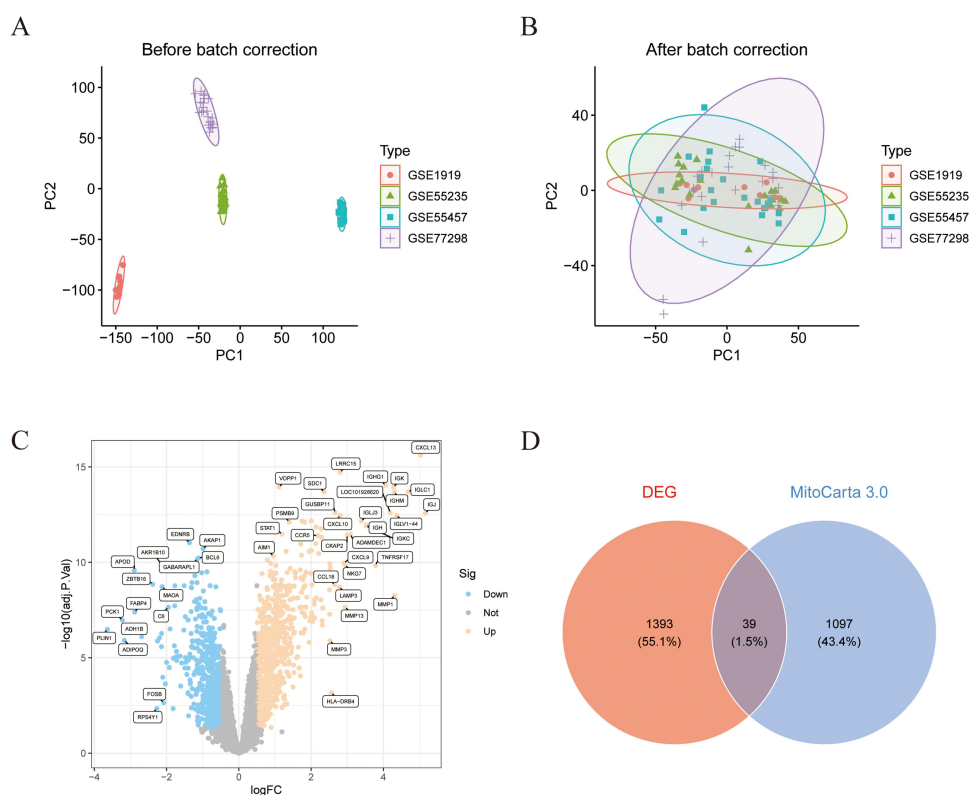 A
Before batch correction
100
50
0
−50
−100
PC2
−150
−100
−50
0
50
100
PC1
Type
GSE1919
GSE55235
GSE55457
GSE77298
B
After batch correction
40
0
−40
PC2
−50
0
50
PC1
Type
GSE1919
GSE55235
GSE55457
GSE77298
C
CXCL13
LRRC15
VOPP1
IGHG1
IGK
SDC1
LOC101928620
IGLC1
GUSBP11
IGHM
IGJ
PSMB9
IGLJ3
CXCL10
IGLV1−44
STAT1
IGH
EDNRB
AKAP1
CCR5
ADAMDEC1
IGKC
AIM1
CKAP2
AKR1B10
BCL6
CXCL9
TNFRSF17
APOD
GABARAPL1
ZBTB16
NKG7
CCL18
MAOA
LAMP3
FABP4
MMP1
PCK1
C6
MMP13
ADH1B
PLIN1
ADIPOQ
MMP3
FOSB
HLA−DRB4
RPS4Y1
15
10
5
0
−log10(adj.P.Val)
−4
−2
0
2
4
logFC
Sig
Down
Not
Up
D
DEG
MitoCarta 3.0
1393
(55.1%)
39
(1.5%)
1097
(43.4%)